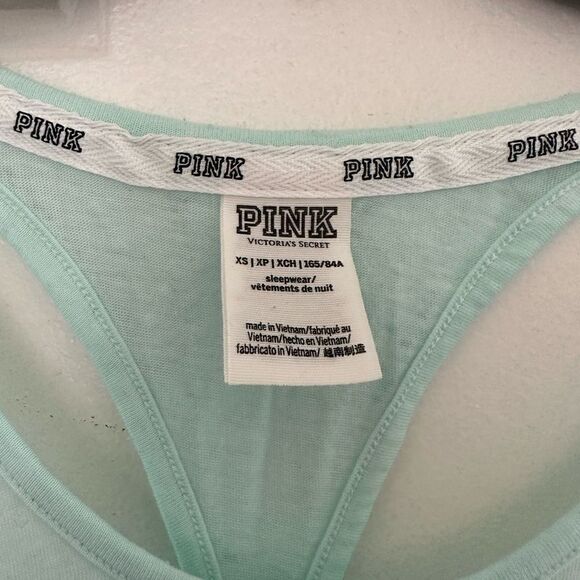 PINK PINK PINK PINK
PINK
VICTORIA'S SECRET
XS | XP | XCH | 165/84A
sleepwear/
vêtements de nuit
made in Vietnam/fabriqué au
Vietnam/hecho en Vietnam/
fabbricato in Vietnam/ 越南制造